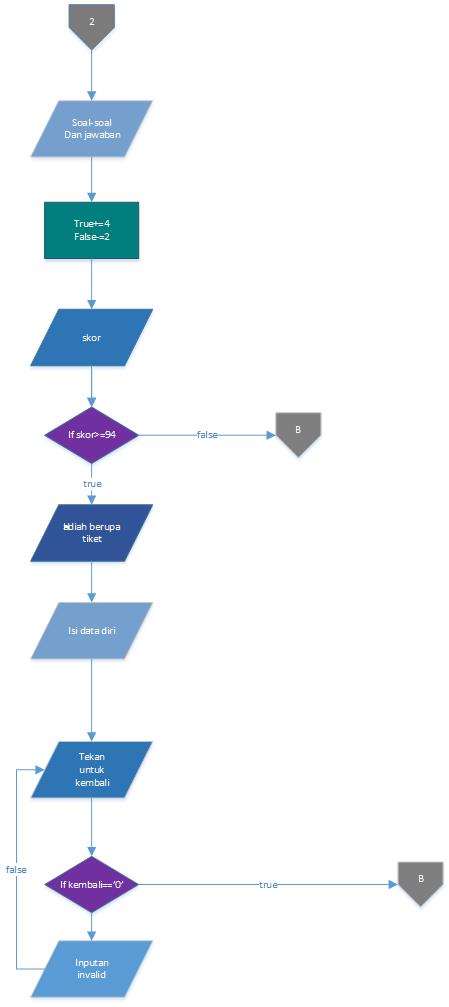 2
Soal-soal
Dan jawaban
True+=4
False-=2
skor
If skor>=94
false
B
true
berupa
tiket
Isi data diri
Tekan
untuk
kembali
If kembali=='0'
true
B
false
Inputan
invalid